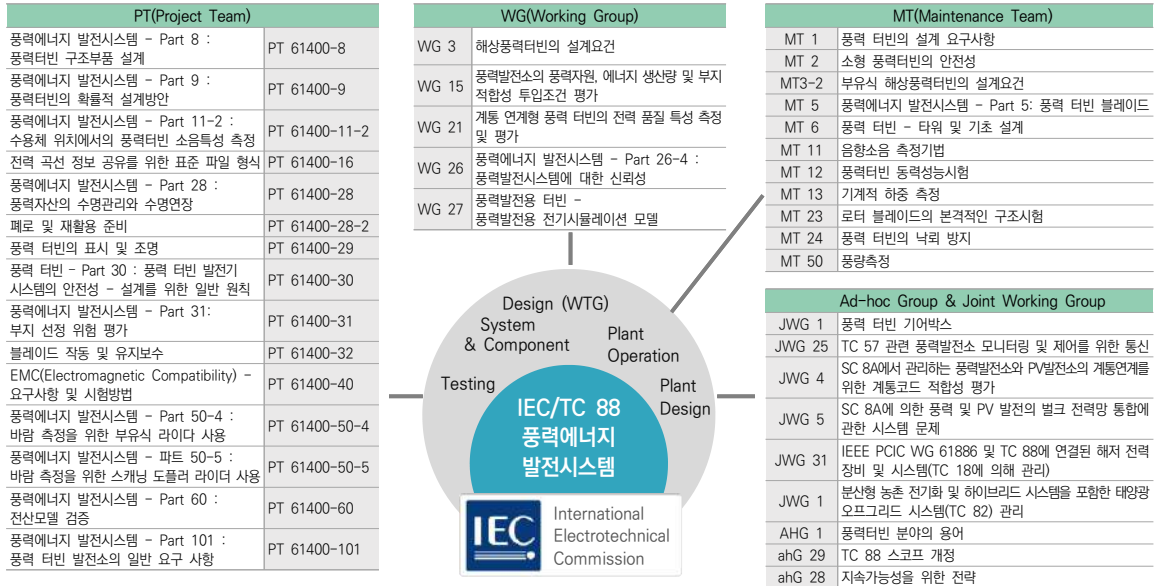 PT(Project Team)
풍력에너지 발전시스템 - Part 8 :
풍력터빈 구조부품 설계
PT 61400-8
풍력에너지 발전시스템 - Part 9 :
풍력터빈의 확률적 설계방안
PT 61400-9
풍력에너지 발전시스템 - Part 11-2 :
수용체 위치에서의 풍력터빈 소음특성 측정
PT 61400-11-2
전력 곡선 정보 공유를 위한 표준 파일 형식
PT 61400-16
풍력에너지 발전시스템 - Part 28 :
풍력자산의 수명관리와 수명연장
PT 61400-28
폐로 및 재활용 준비
PT 61400-28-2
풍력 터빈의 표시 및 조명
PT 61400-29
풍력 터빈 - Part 30 : 풍력 터빈 발전기
시스템의 안전성 - 설계를 위한 일반 원칙
PT 61400-30
풍력에너지 발전시스템 - Part 31:
부지 선정 위험 평가
PT 61400-31
블레이드 작동 및 유지보수
PT 61400-32
EMC(Electromagnetic Compatibility) -
요구사항 및 시험방법
PT 61400-40
풍력에너지 발전시스템 - Part 50-4 :
바람 측정을 위한 부유식 라이다 사용
PT 61400-50-4
풍력에너지 발전시스템 - 파트 50-5 :
바람 측정을 위한 스캐닝 도플러 라이더 사용
PT 61400-50-5
풍력에너지 발전시스템 - Part 60 :
전산모델 검증
PT 61400-60
풍력에너지 발전시스템 - Part 101 :
풍력 터빈 발전소의 일반 요구 사항
PT 61400-101
WG(Working Group)
WG 3
해상풍력터빈의 설계요건
WG 15
풍력발전소의 풍력자원, 에너지 생산량 및 부지
적합성 투입조건 평가
WG 21
계통 연계형 풍력 터빈의 전력 품질 특성 측정
및 평가
WG 26
풍력에너지 발전시스템 - Part 26-4 :
풍력발전시스템에 대한 신뢰성
WG 27
풍력발전용 터빈 -
풍력발전용 전기시뮬레이션 모델
Design (WTG)
System
& Component
Plant
Operation
Testing
Plant
Design
IEC/TC 88
풍력에너지
발전시스템
IEC
International
Electrotechnical
Commission
MT(Maintenance Team)
MT 1
풍력 터빈의 설계 요구사항
MT 2
소형 풍력터빈의 안전성
MT3-2
부유식 해상풍력터빈의 설계요건
MT 5
풍력에너지 발전시스템 - Part 5: 풍력 터빈 블레이드
MT 6
풍력 터빈 - 타워 및 기초 설계
MT 11
음향소음 측정기법
MT 12
풍력터빈 동력성능시험
MT 13
기계적 하중 측정
MT 23
로터 블레이드의 본격적인 구조시험
MT 24
풍력 터빈의 낙뢰 방지
MT 50
풍량측정
Ad-hoc Group & Joint Working Group
JWG 1
풍력 터빈 기어박스
JWG 25
TC 57 관련 풍력발전소 모니터링 및 제어를 위한 통신
JWG 4
SC 8A에서 관리하는 풍력발전소와 PV발전소의 계통연계를
위한 계통코드 적합성 평가
JWG 5
SC 8A에 의한 풍력 및 PV 발전의 벌크 전력망 통합에
관한 시스템 문제
JWG 31
IEEE PCIC WG 61886 및 TC 88에 연결된 해저 전력
장비 및 시스템(TC 18에 의해 관리)
JWG 1
분산형 농촌 전기화 및 하이브리드 시스템을 포함한 태양광
오프그리드 시스템(TC 82) 관리
AHG 1
풍력터빈 분야의 용어
ahG 29
TC 88 스코프 개정
ahG 28
지속가능성을 위한 전략